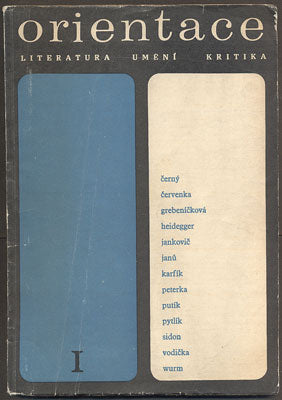 orientace
LITERATURA UMĚNÍ KRITIKA
černý
červenka
grebeníčková
heidegger
jankovič
janů
karfík
peterka
putík
pytlík
sidon
vodička
wurm
I